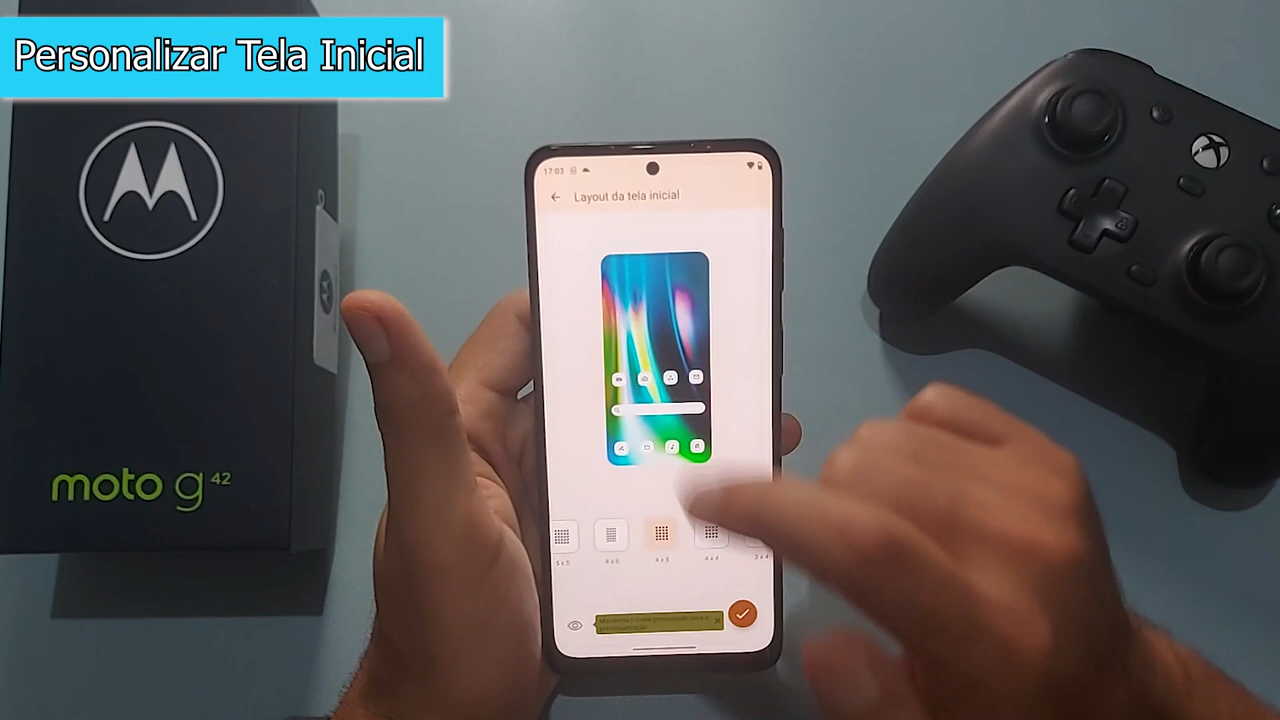 Personalizar Tela Inicial
17:03
Layout da tela inicial
5 x 5
4 x 6
4 x 5
4 x 4
3 x 4
moto g 42